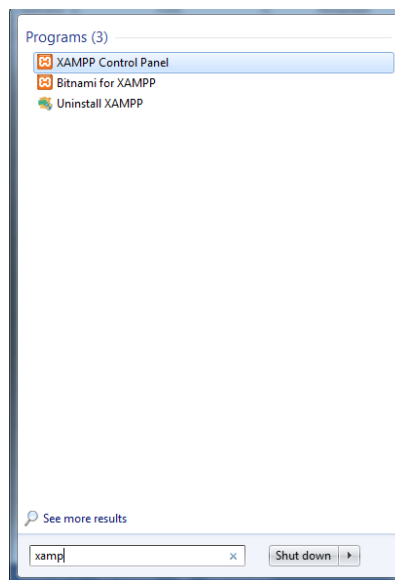 Programs (3)
XAMPP Control Panel
Bitnami for XAMPP
Uninstall XAMPP
See more results
xamp
Shut down